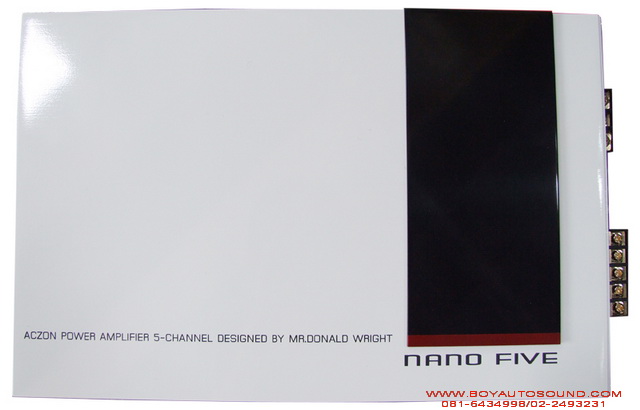 ACZON POWER AMPLIFIER 5-CHANNEL DESIGNED BY MR.DONALD WRIGHT
NANO FIVE
WWW.BOYAUTOSOUND.COM
081-6434998/02-2493231